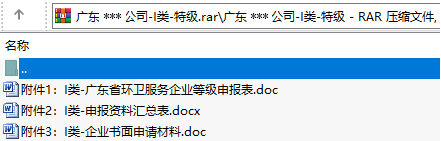 广东 *** 公司-I类-特级.rar\广东 *** 公司-I类-特级 - RAR 压缩文件,
名称
..
附件1：I类-广东省环卫服务企业等级申报表.doc
附件2：I类-申报资料汇总表.docx
附件3：I类-企业书面申请材料.doc